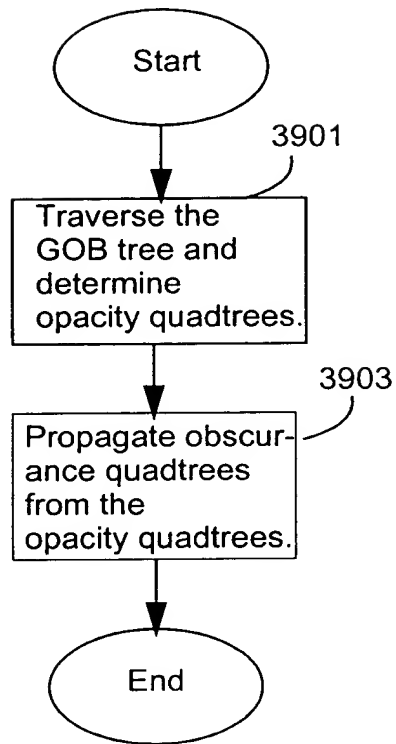 Start
3901
Traverse the
GOB tree and
determine
opacity quadtrees.
3903
Propagate obscur-
ance quadtrees
from the
opacity quadtrees.
End